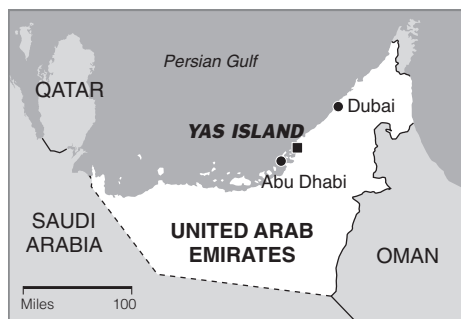 Persian Gulf
QATAR
Dubai
YAS ISLAND
Abu Dhabi
SAUDI
ARABIA
UNITED ARAB
EMIRATES
OMAN
Miles 100